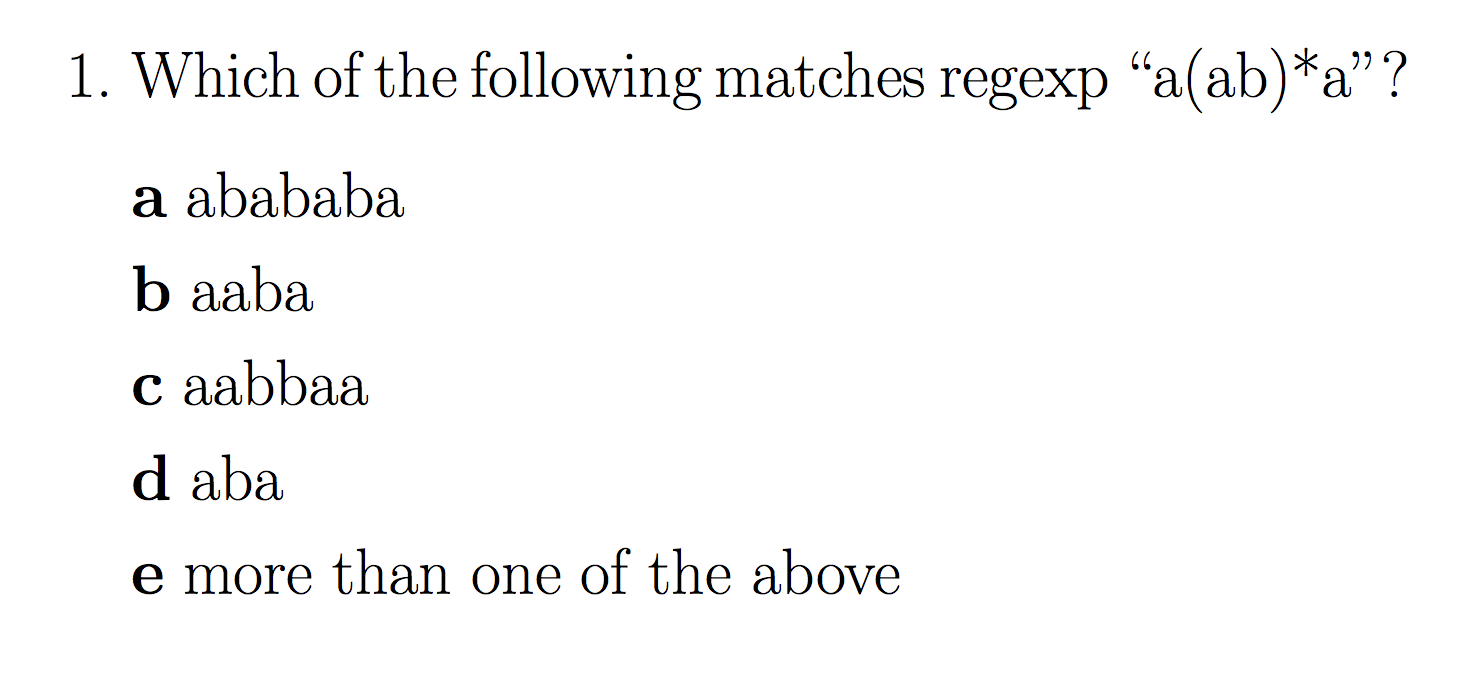 1. Which of the following matches regexp “a(ab)*a”?
a abababa
b aaba
c aabbaa
d aba
e more than one of the above